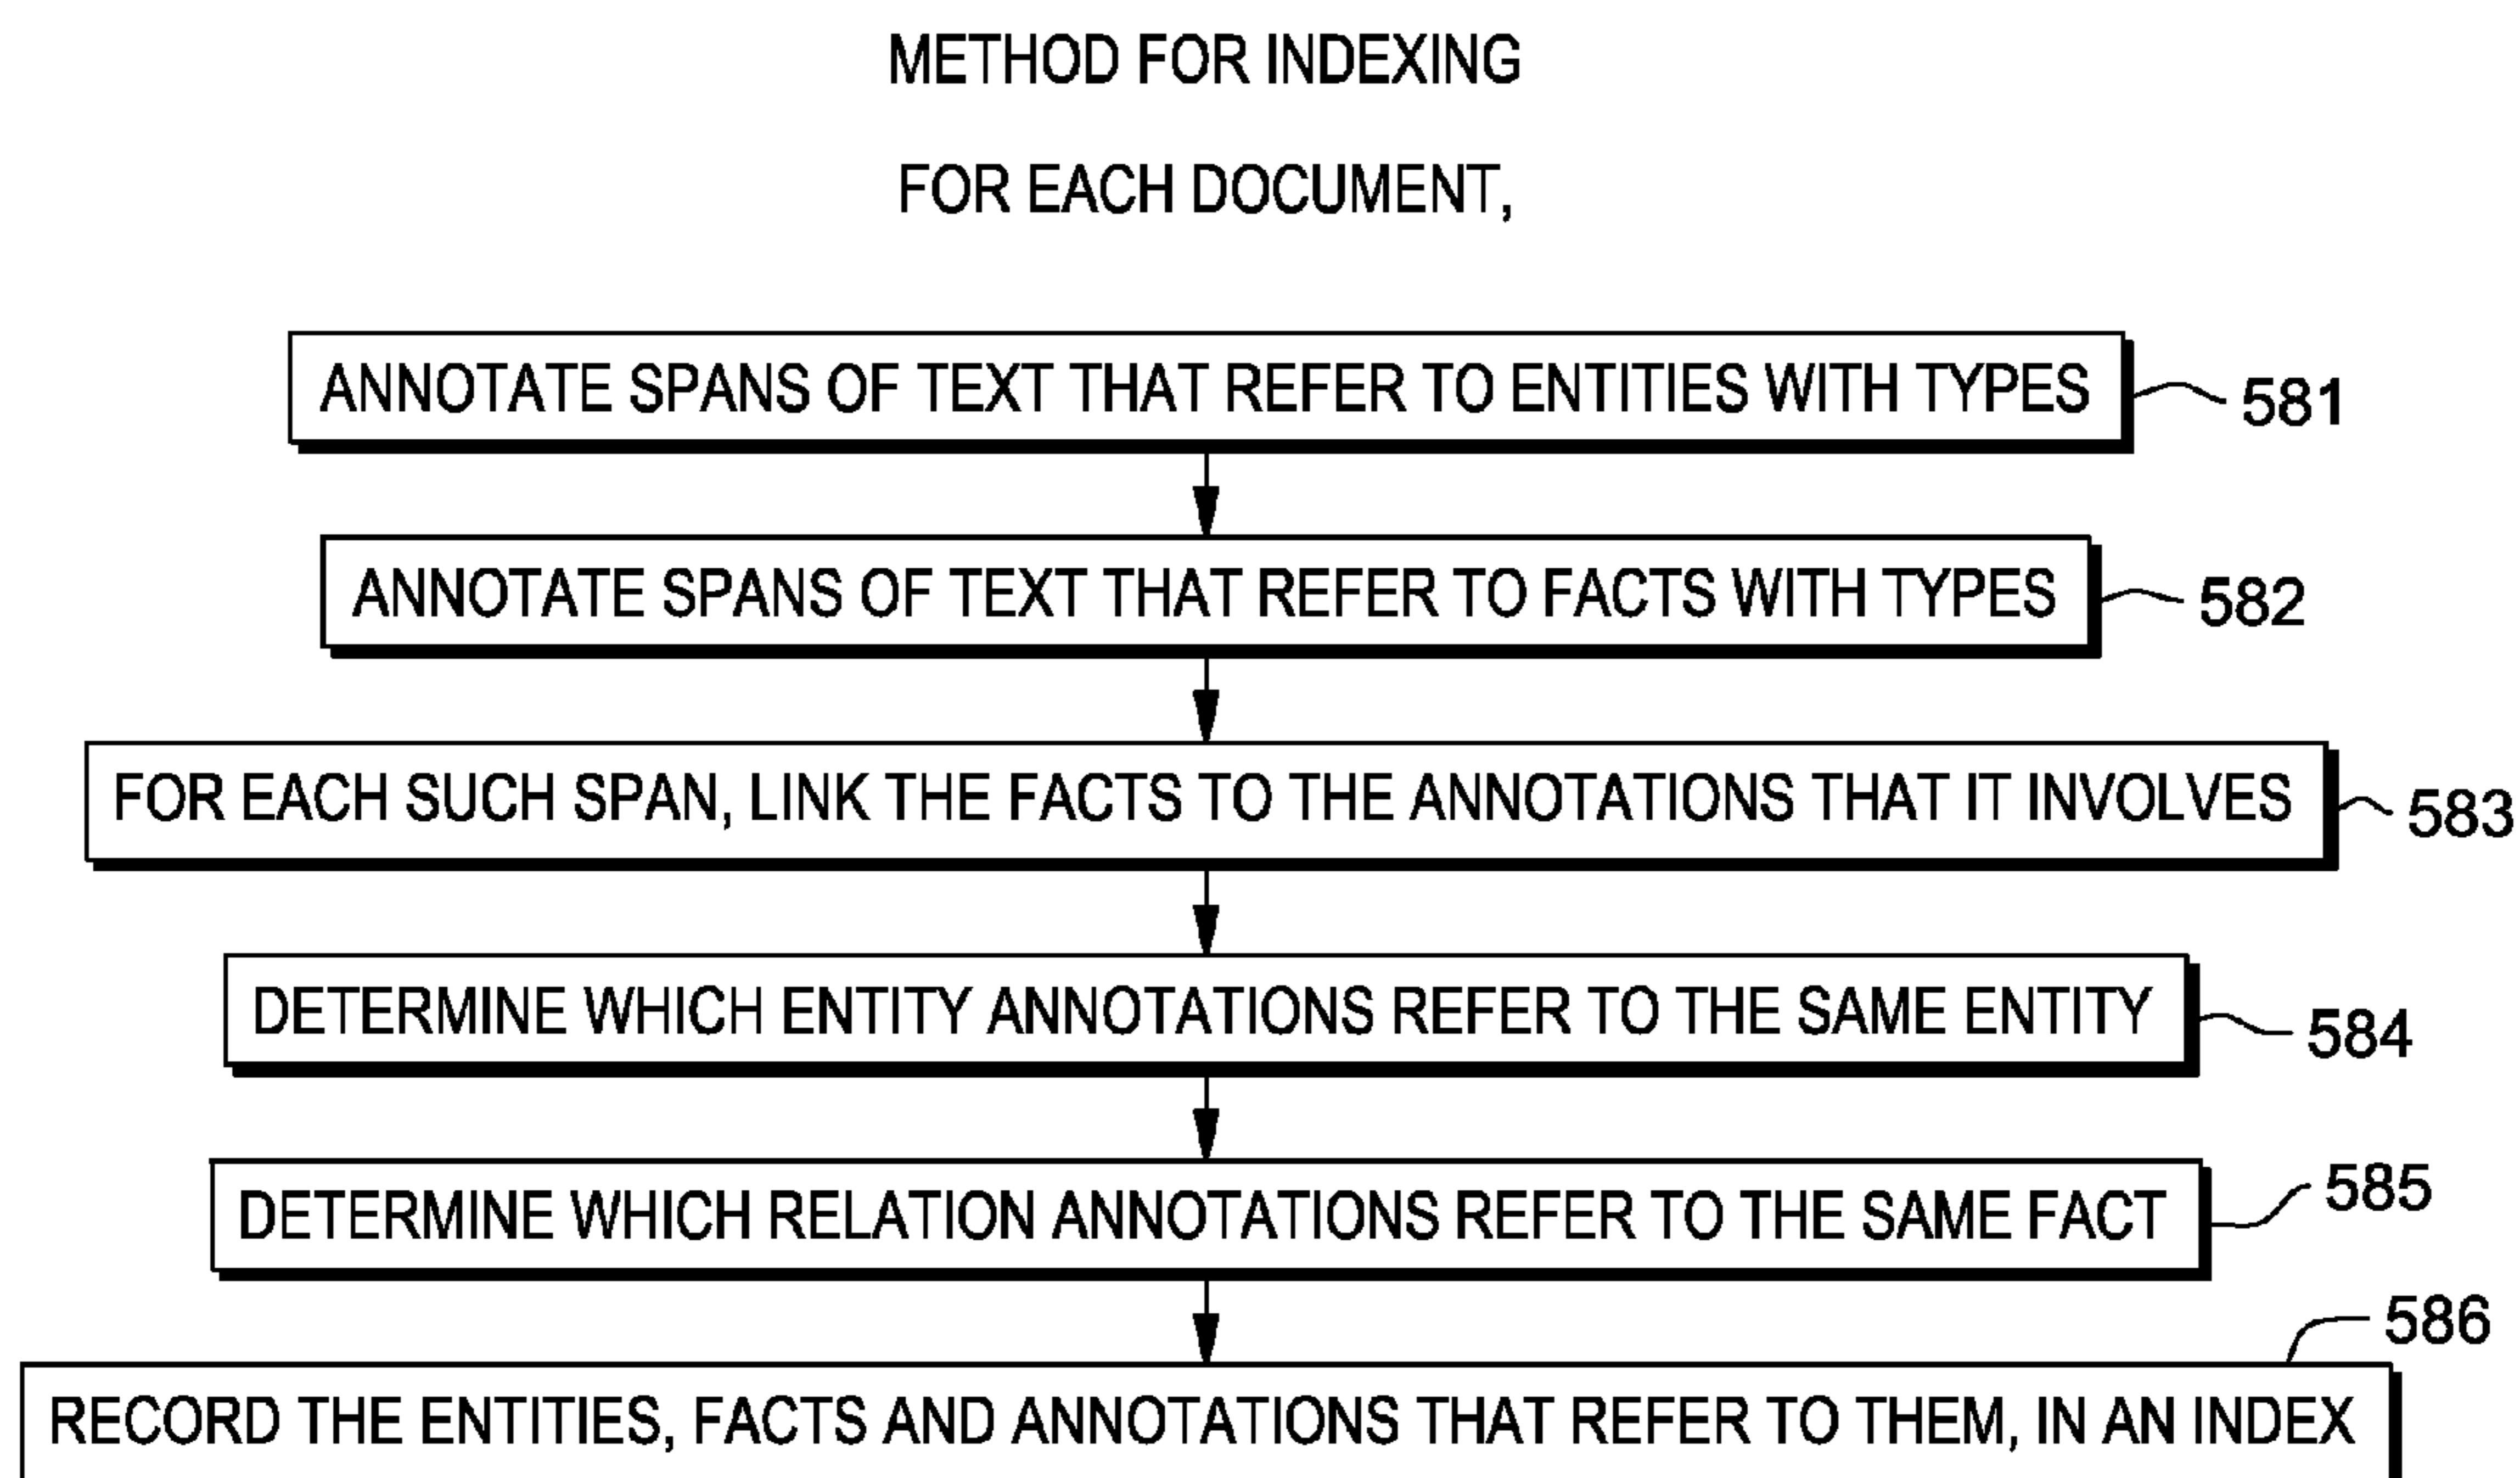 METHOD FOR INDEXING
FOR EACH DOCUMENT,
ANNOTATE SPANS OF TEXT THAT REFER TO ENTITIES WITH TYPES
581
ANNOTATE SPANS OF TEXT THAT REFER TO FACTS WITH TYPES
582
FOR EACH SUCH SPAN, LINK THE FACTS TO THE ANNOTATIONS THAT IT INVOLVES
583
DETERMINE WHICH ENTITY ANNOTATIONS REFER TO THE SAME ENTITY
584
DETERMINE WHICH RELATION ANNOTATIONS REFER TO THE SAME FACT
585
586
RECORD THE ENTITIES, FACTS AND ANNOTATIONS THAT REFER TO THEM, IN AN INDEX